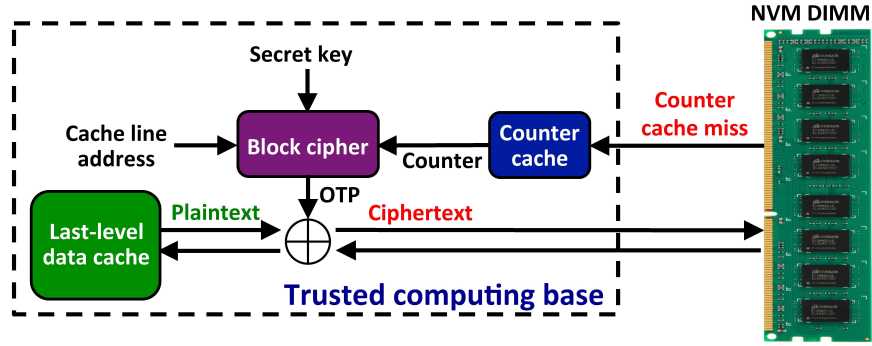 NVM DIMM
Secret key
Counter
cache miss
Cache line
address
Block cipher
Counter
Counter
cache
OTP
Plaintext
Ciphertext
Last-level
data cache
Trusted computing base